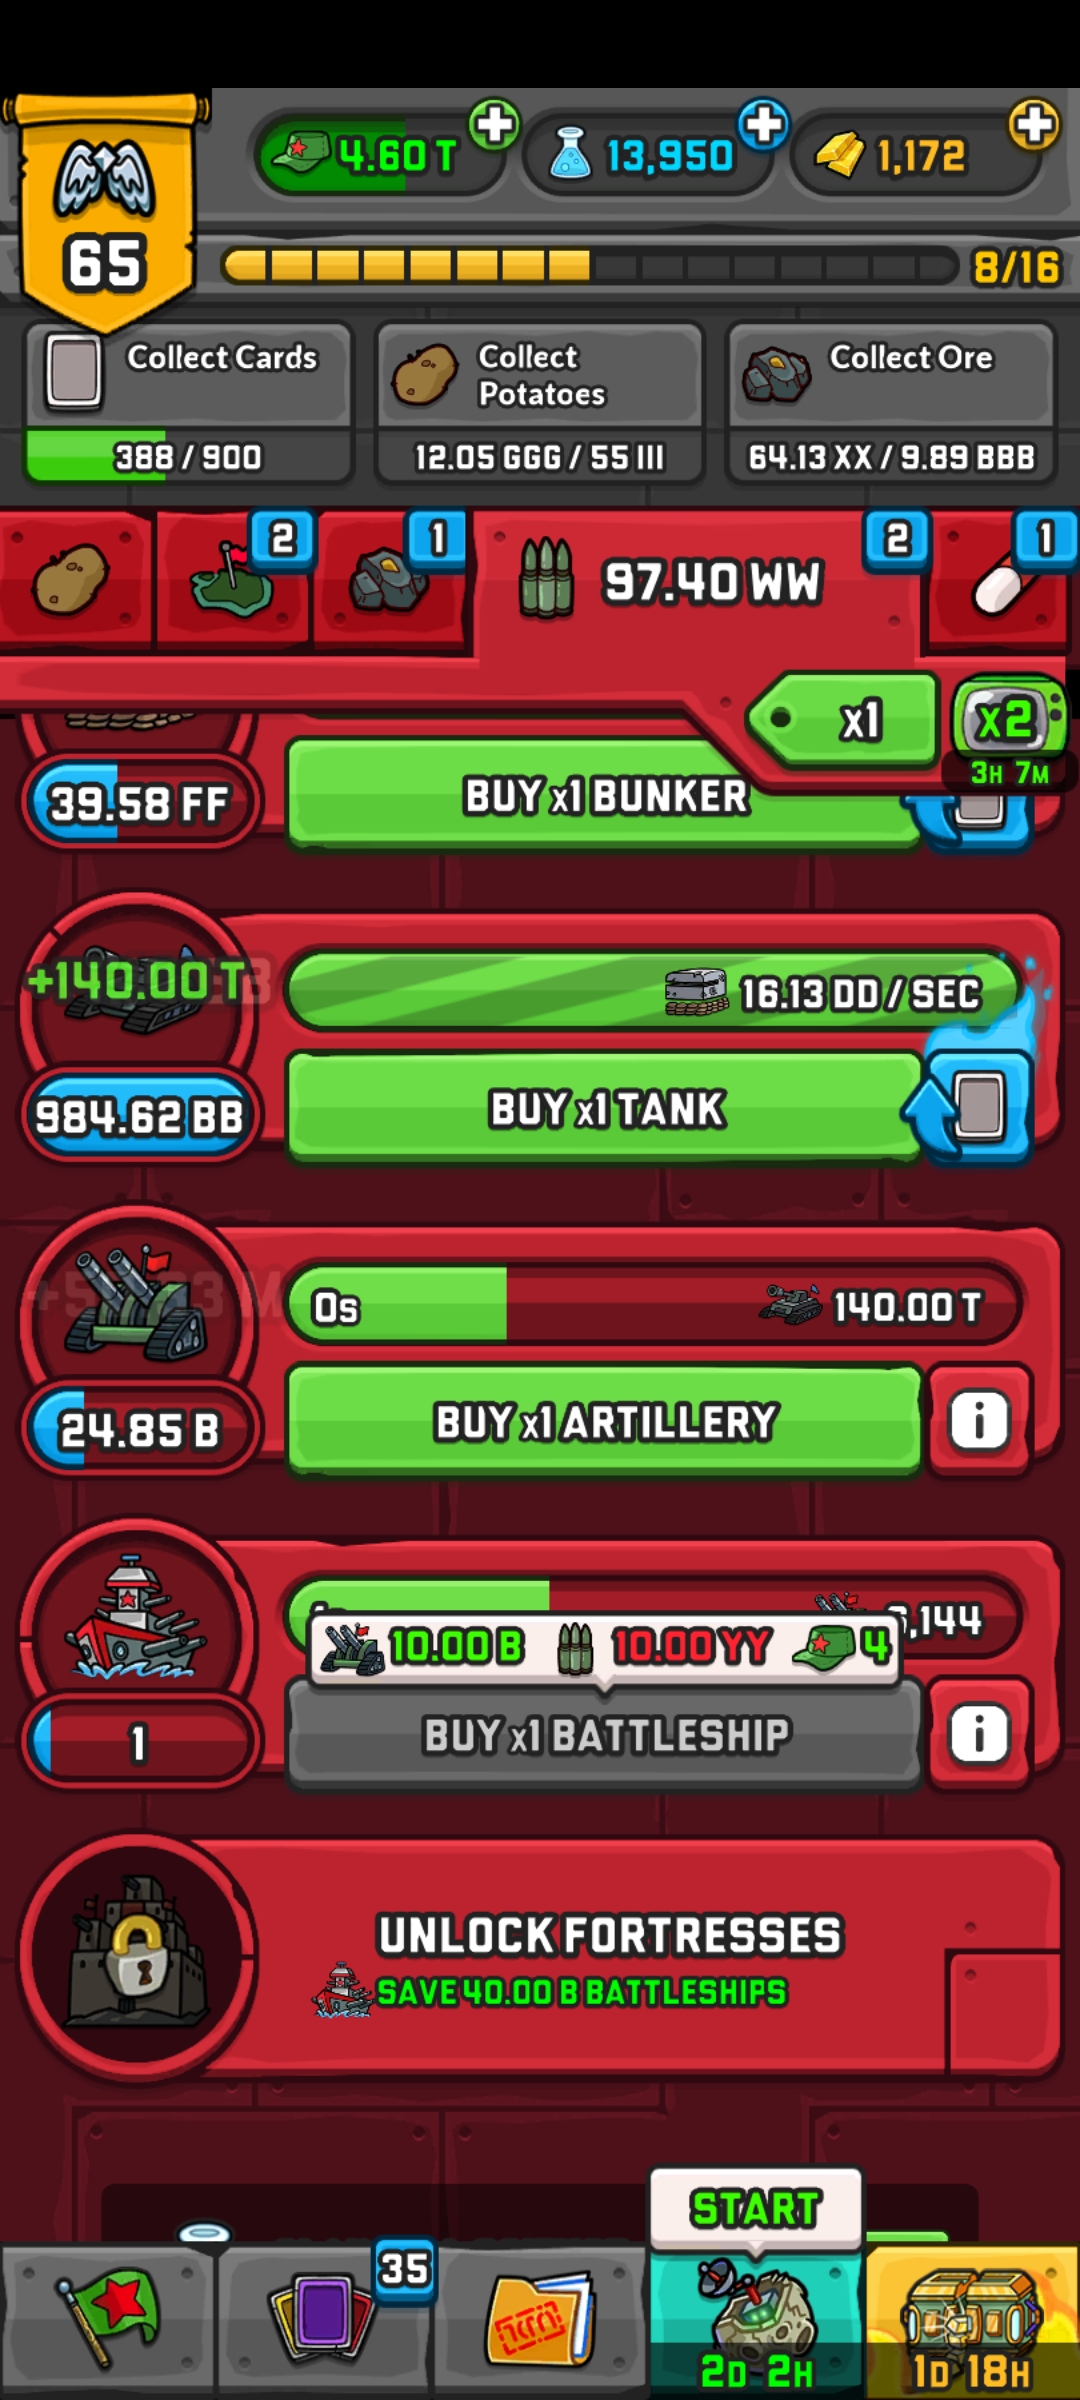 4.60 T
13,950
1,172
65
8/16
Collect Cards
388 / 900
Collect
Potatoes
12.05 GGG / 55 III
Collect Ore
64.13 XX / 9.89 BBB
2
1
97.40 WW
2
1
x1
x2
3H 7M
39.58 FF
BUY x1 BUNKER
+140.00 T
16.13 DD / SEC
984.62 BB
BUY x1 TANK
0s
140.00 T
24.85 B
BUY x1 ARTILLERY
i
,144
10.00 B
10.00 YY
4
1
BUY x1 BATTLESHIP
i
UNLOCK FORTRESSES
SAVE 40.00 B BATTLESHIPS
START
35
2D 2H
1D 18H